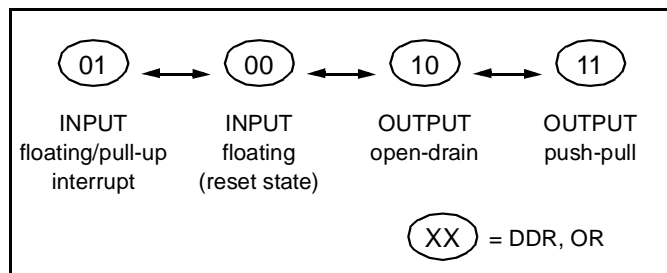 01 00 10 11
INPUT INPUT OUTPUT OUTPUT
floating/pull-up floating open-drain push-pull
interrupt (reset state)
XX = DDR, OR